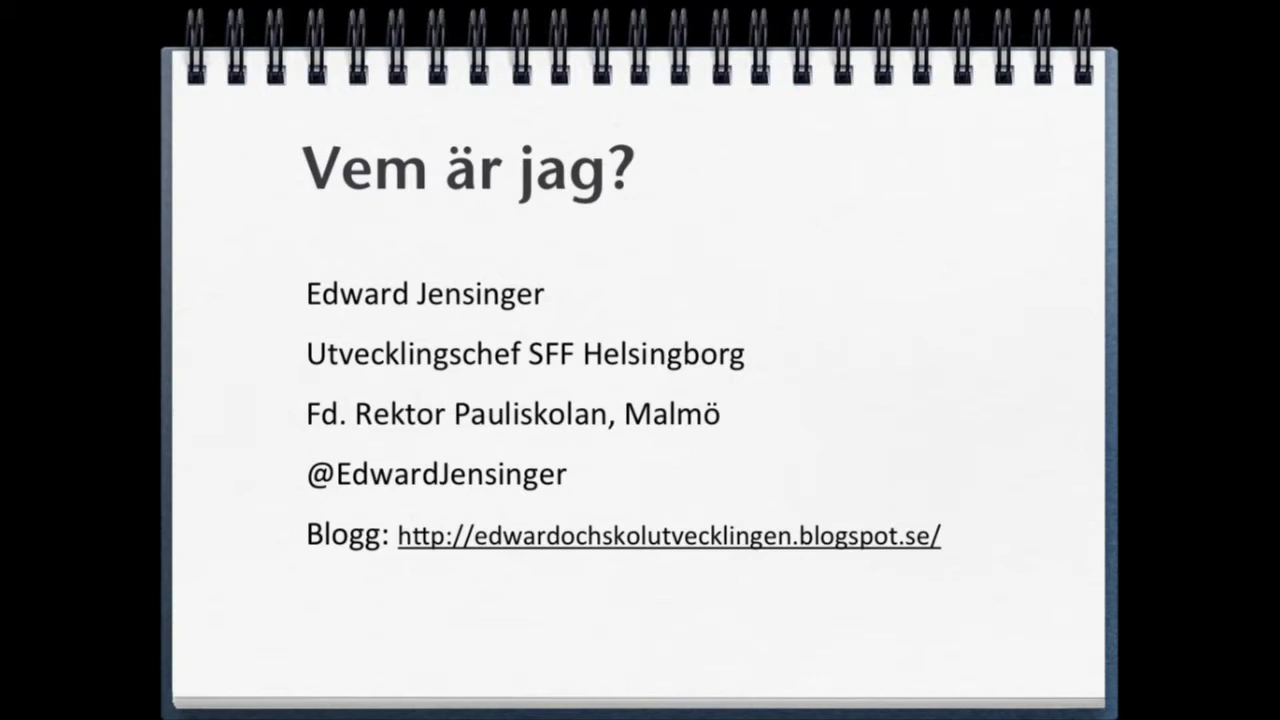 Vem är jag?
Edward Jensinger
Utvecklingschef SFF Helsingborg
Fd. Rektor Pauliskolan, Malmö
@EdwardJensinger
Blogg: http://edwardochskolutvecklingen.blogspot.se/